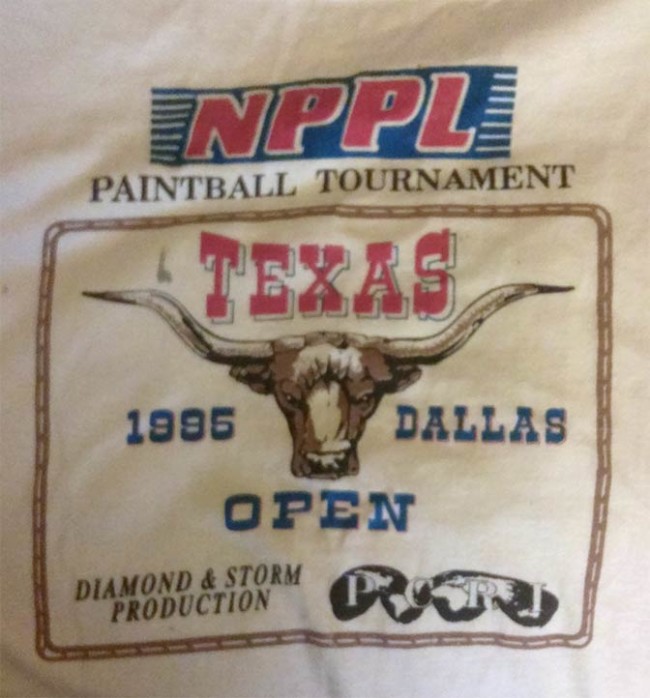 NPPL
PAINTBALL TOURNAMENT
TEXAS
1995 DALLAS
OPEN
DIAMOND & STORM
PRODUCTION
PCRI